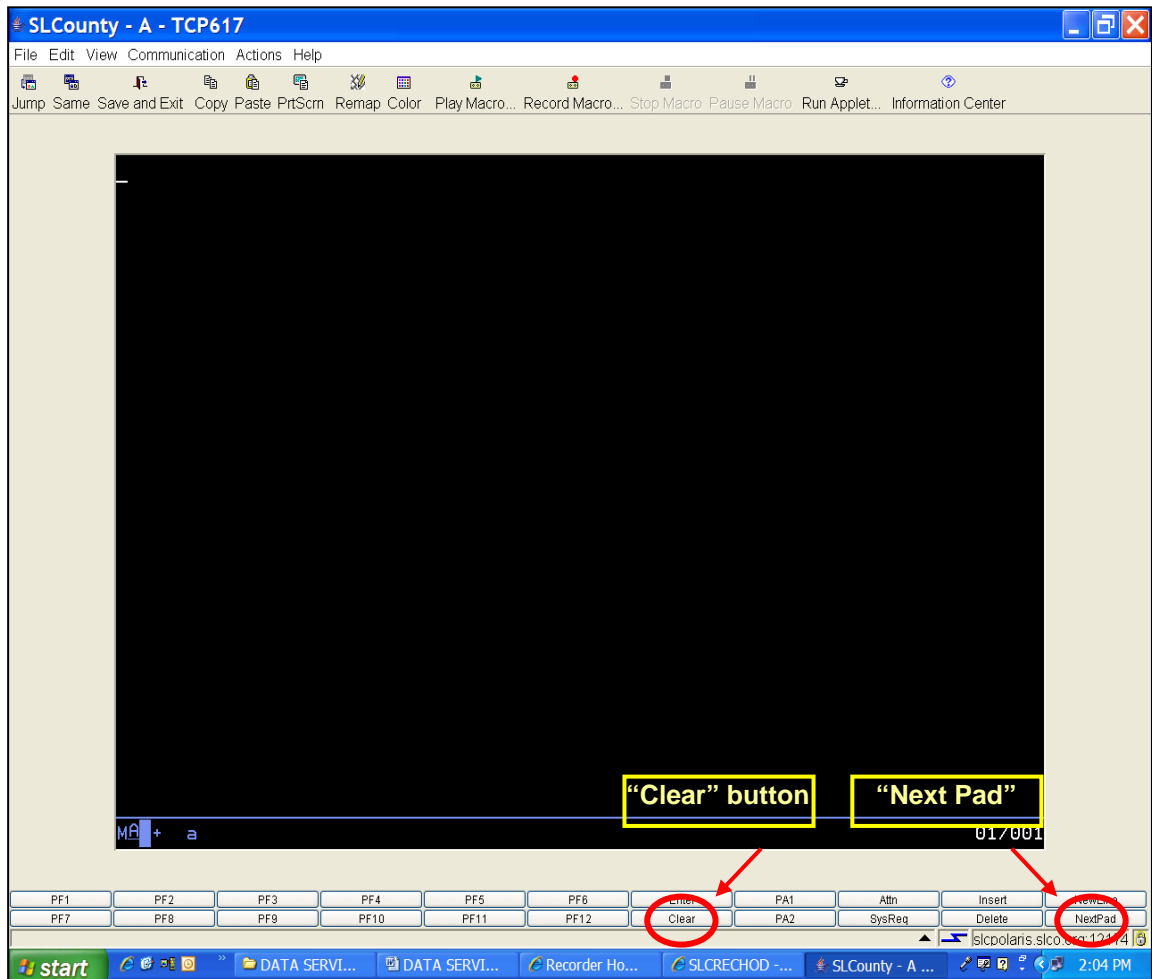 SLCounty - A - TCP617
File Edit View Communication Actions Help
Jump Same Save and Exit Copy Paste PrtScrn Remap Color Play Macro... Record Macro... Stop Macro Pause Macro Run Applet... Information Center
“Clear” button “Next Pad”
MA + a 01/001
PF1 PF2 PF3 PF4 PF5 PF6 Enter PA1 Attn Insert NewLine
PF7 PF8 PF9 PF10 PF11 PF12 Clear PA2 SysReq Delete NextPad
slcpolaris.slco.org:12174
start DATA SERVI... DATA SERVI... Recorder Ho... SLCRECHOD -... SLCounty - A ... 2:04 PM